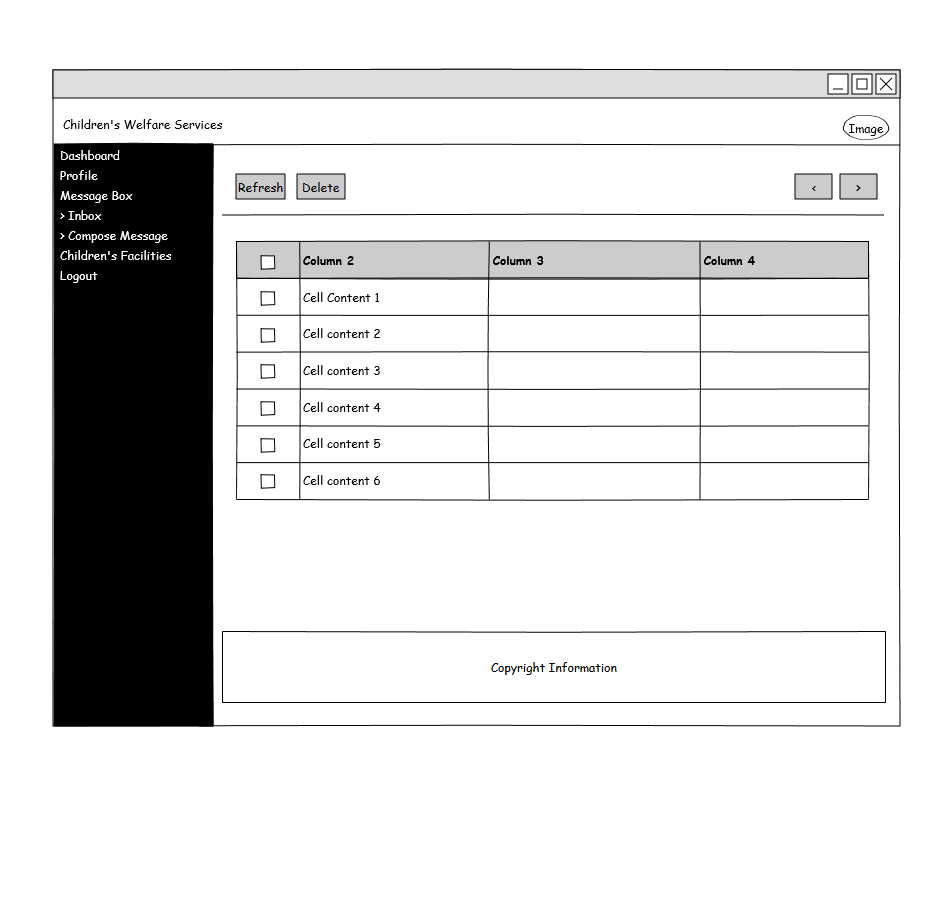 Children's Welfare Services
Image
Dashboard
Profile
Message Box
> Inbox
> Compose Message
Children's Facilities
Logout
Refresh Delete < >
Column 2 Column 3 Column 4
Cell Content 1
Cell content 2
Cell content 3
Cell content 4
Cell content 5
Cell content 6
Copyright Information